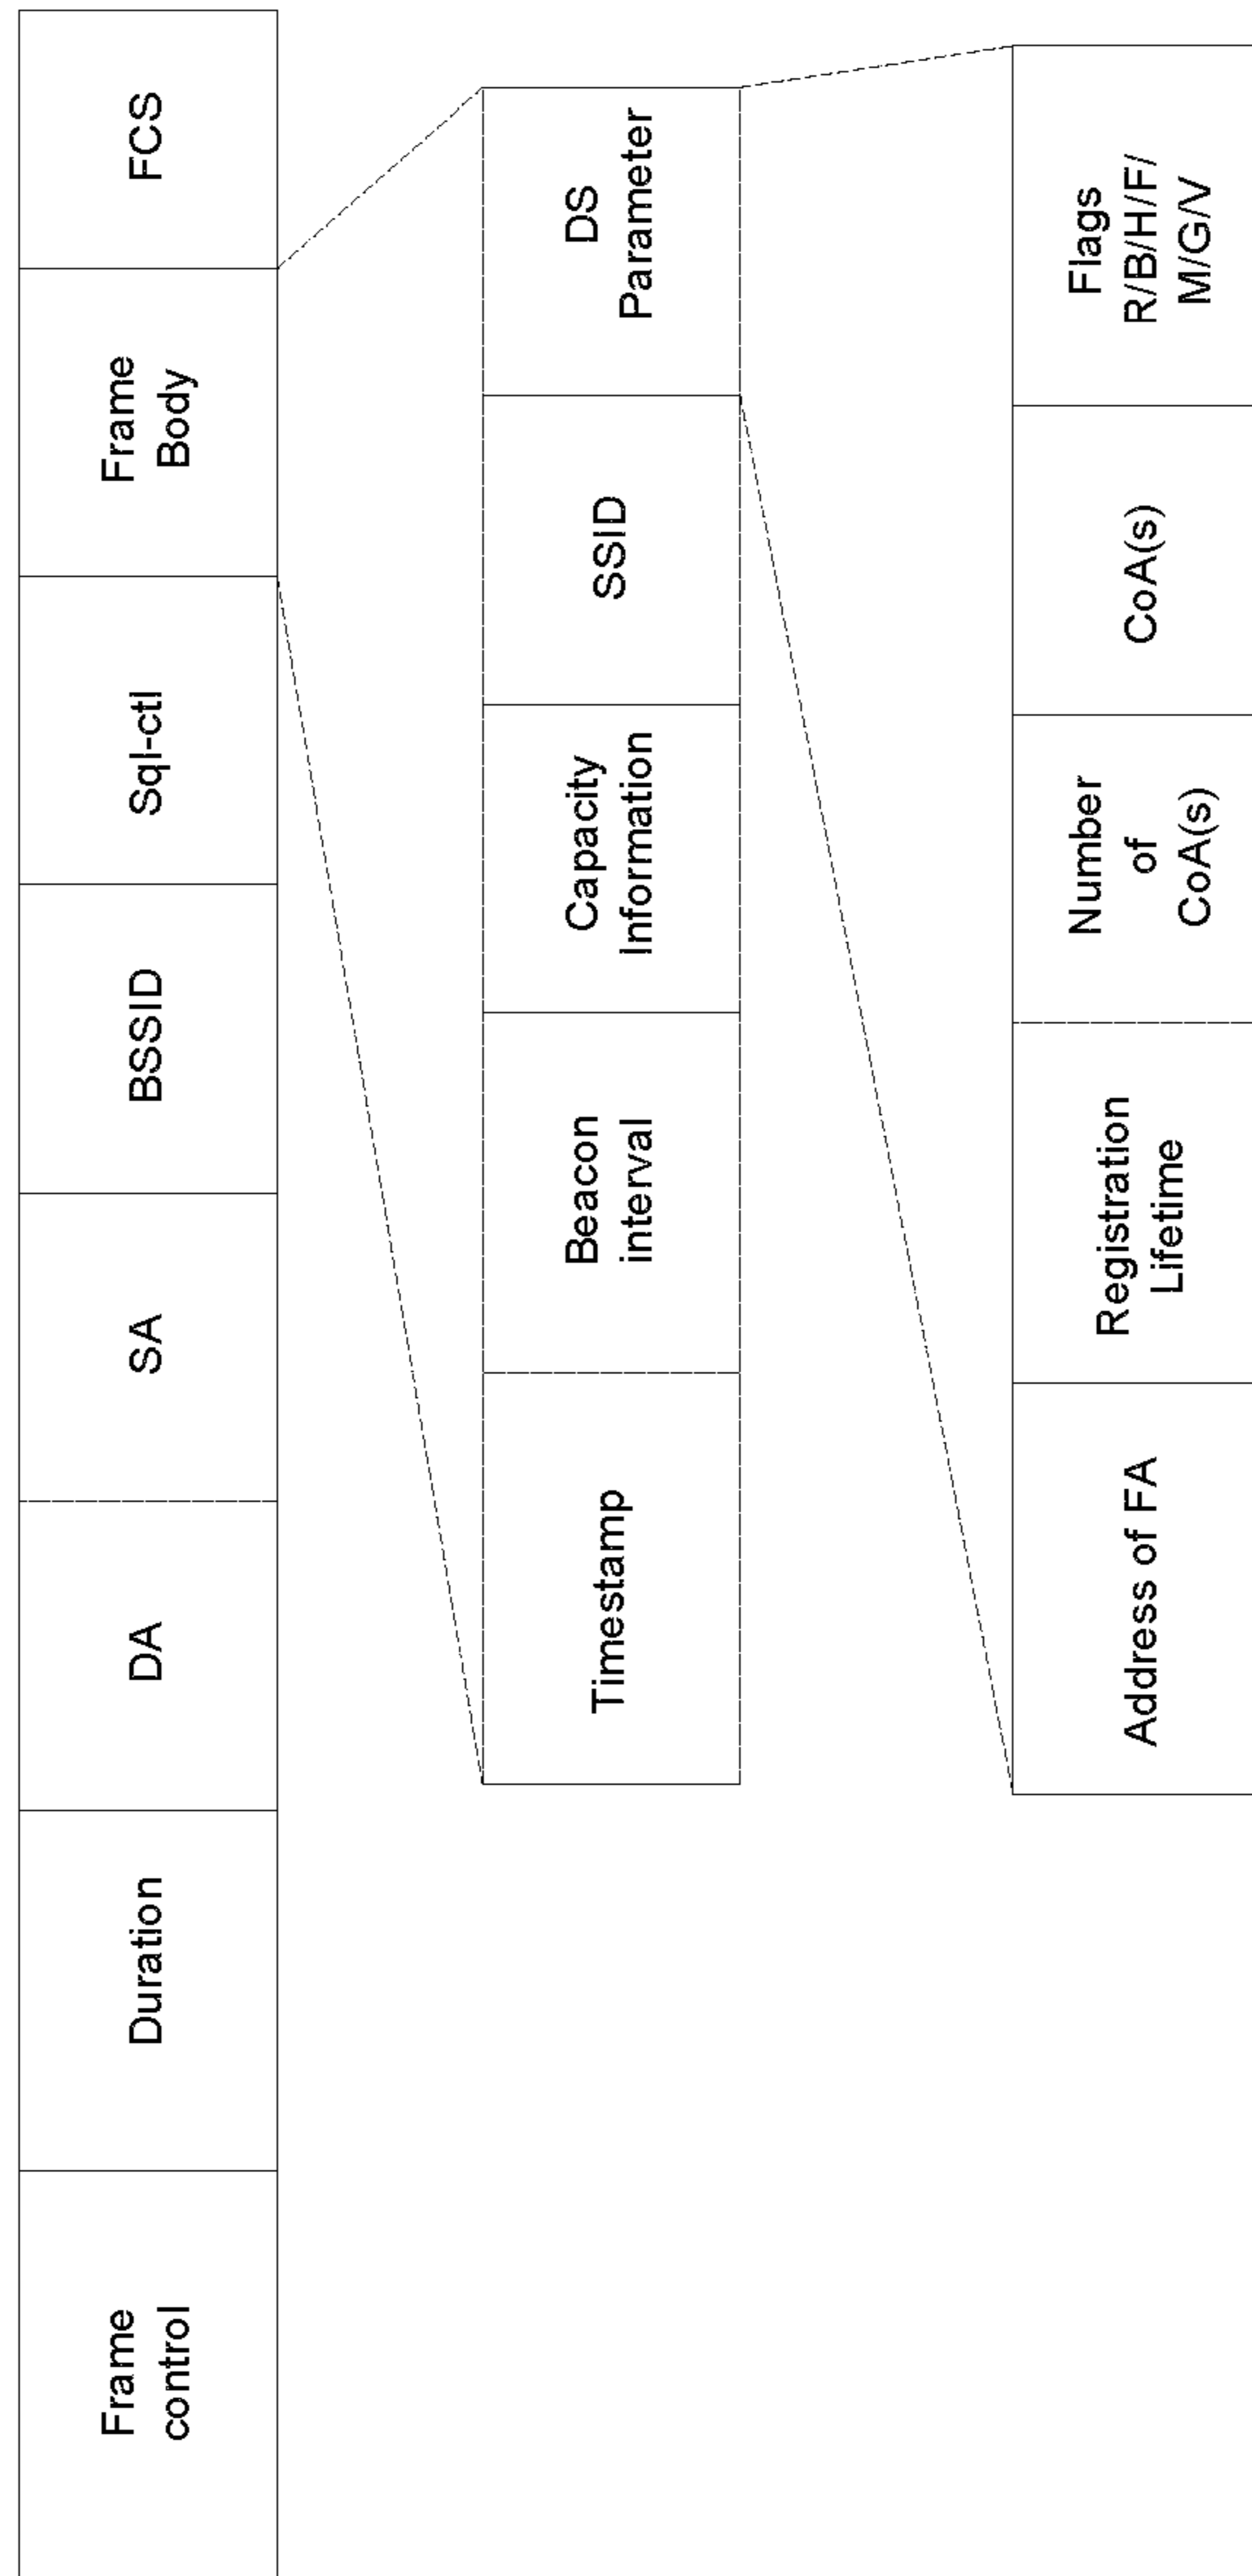 Frame
control
Duration
DA
SA
BSSID
Sql-ctl
Frame
Body
FCS
Timestamp
Beacon
interval
Capacity
Information
SSID
DS
Parameter
Address of FA
Registration
Lifetime
Number
of
CoA(s)
CoA(s)
Flags
R/B/H/F/
M/G/V